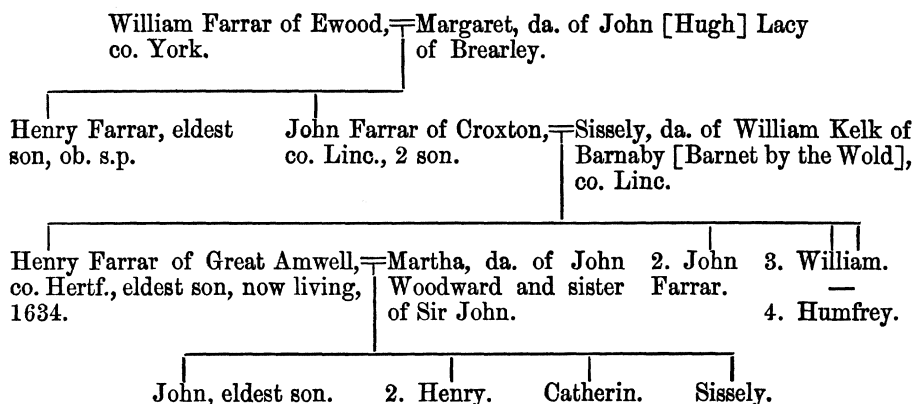 William Farrar of Ewood,
co. York.
Margaret, da. of John [Hugh] Lacy
of Brearley.
Henry Farrar, eldest
son, ob. s.p.
John Farrar of Croxton,
co. Linc., 2 son.
Sissely, da. of William Kelk of
Barnaby [Barnet by the Wold],
co. Linc.
Henry Farrar of Great Amwell,
co. Hertf., eldest son, now living,
1634.
Martha, da. of John
Woodward and sister
of Sir John.
2. John
Farrar.
3. William.
—
4. Humfrey.
John, eldest son.
2. Henry.
Catherin.
Sissely.